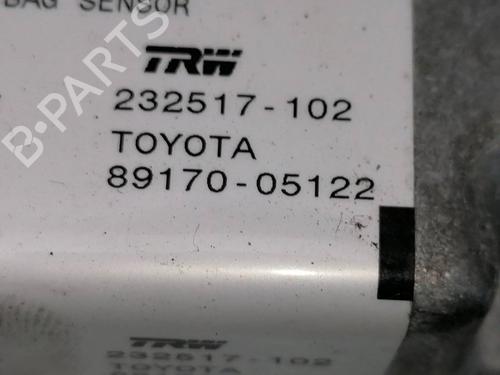 BAG SENSOR
TRW
232517-102
TOYOTA
89170-05122
TRW
232517-102
TOYOTA
B-PARTS